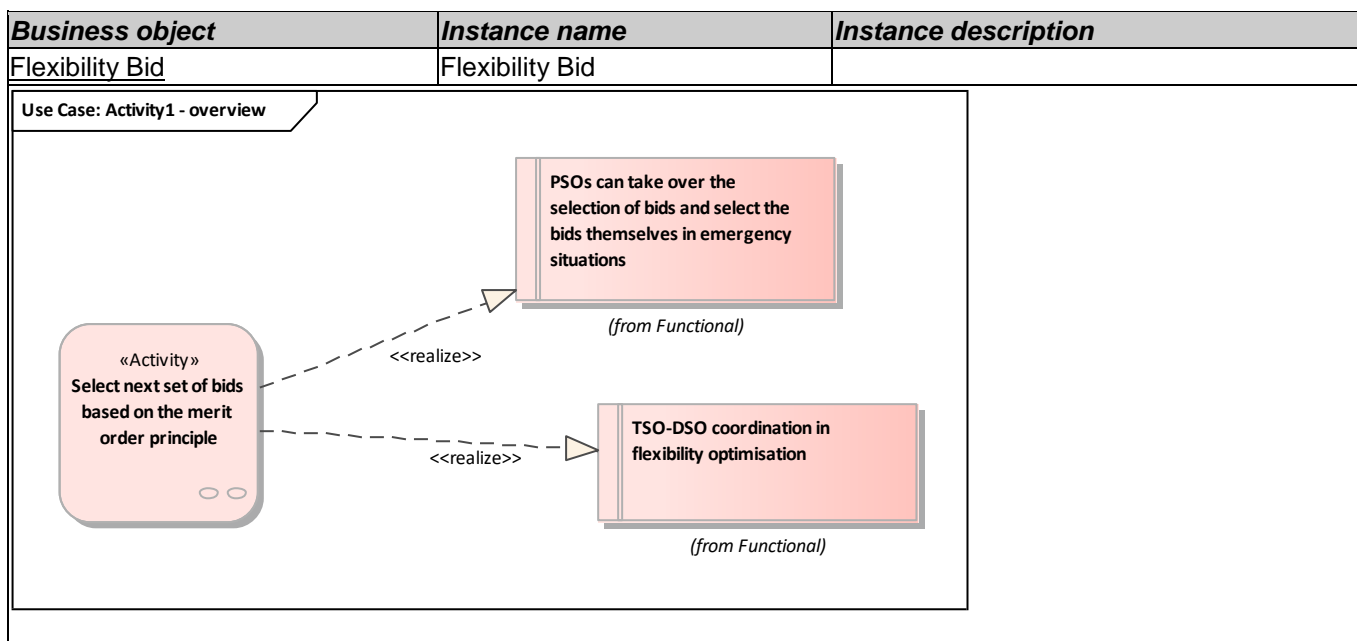 Business object Instance name Instance description
Flexibility Bid Flexibility Bid
Use Case: Activity1 - overview
PSOs can take over the
selection of bids and select the
bids themselves in emergency
situations
(from Functional)
<<realize>>
«Activity»
Select next set of bids
based on the merit
order principle
TSO-DSO coordination in
flexibility optimisation
<<realize>>
(from Functional)